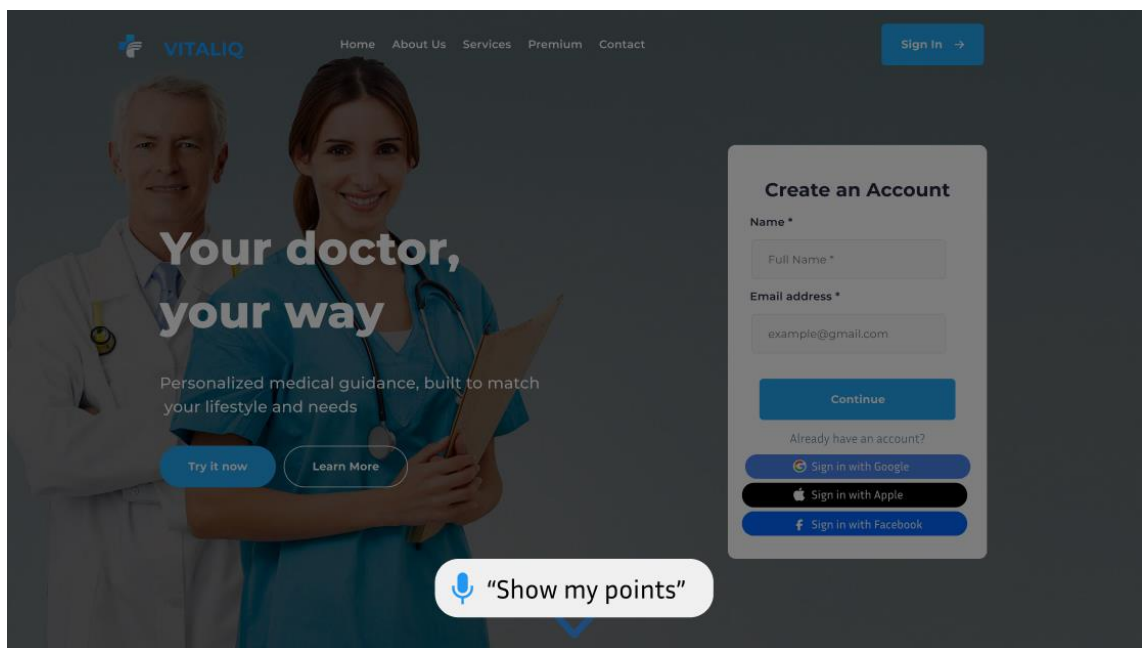 VITALIQ
Home About Us Services Premium Contact
Sign In →
Your doctor,
your way
Personalized medical guidance, built to match
your lifestyle and needs
Try it now
Learn More
Create an Account
Name *
Full Name *
Email address *
example@gmail.com
Continue
Already have an account?
Sign in with Google
Sign in with Apple
Sign in with Facebook
“Show my points”